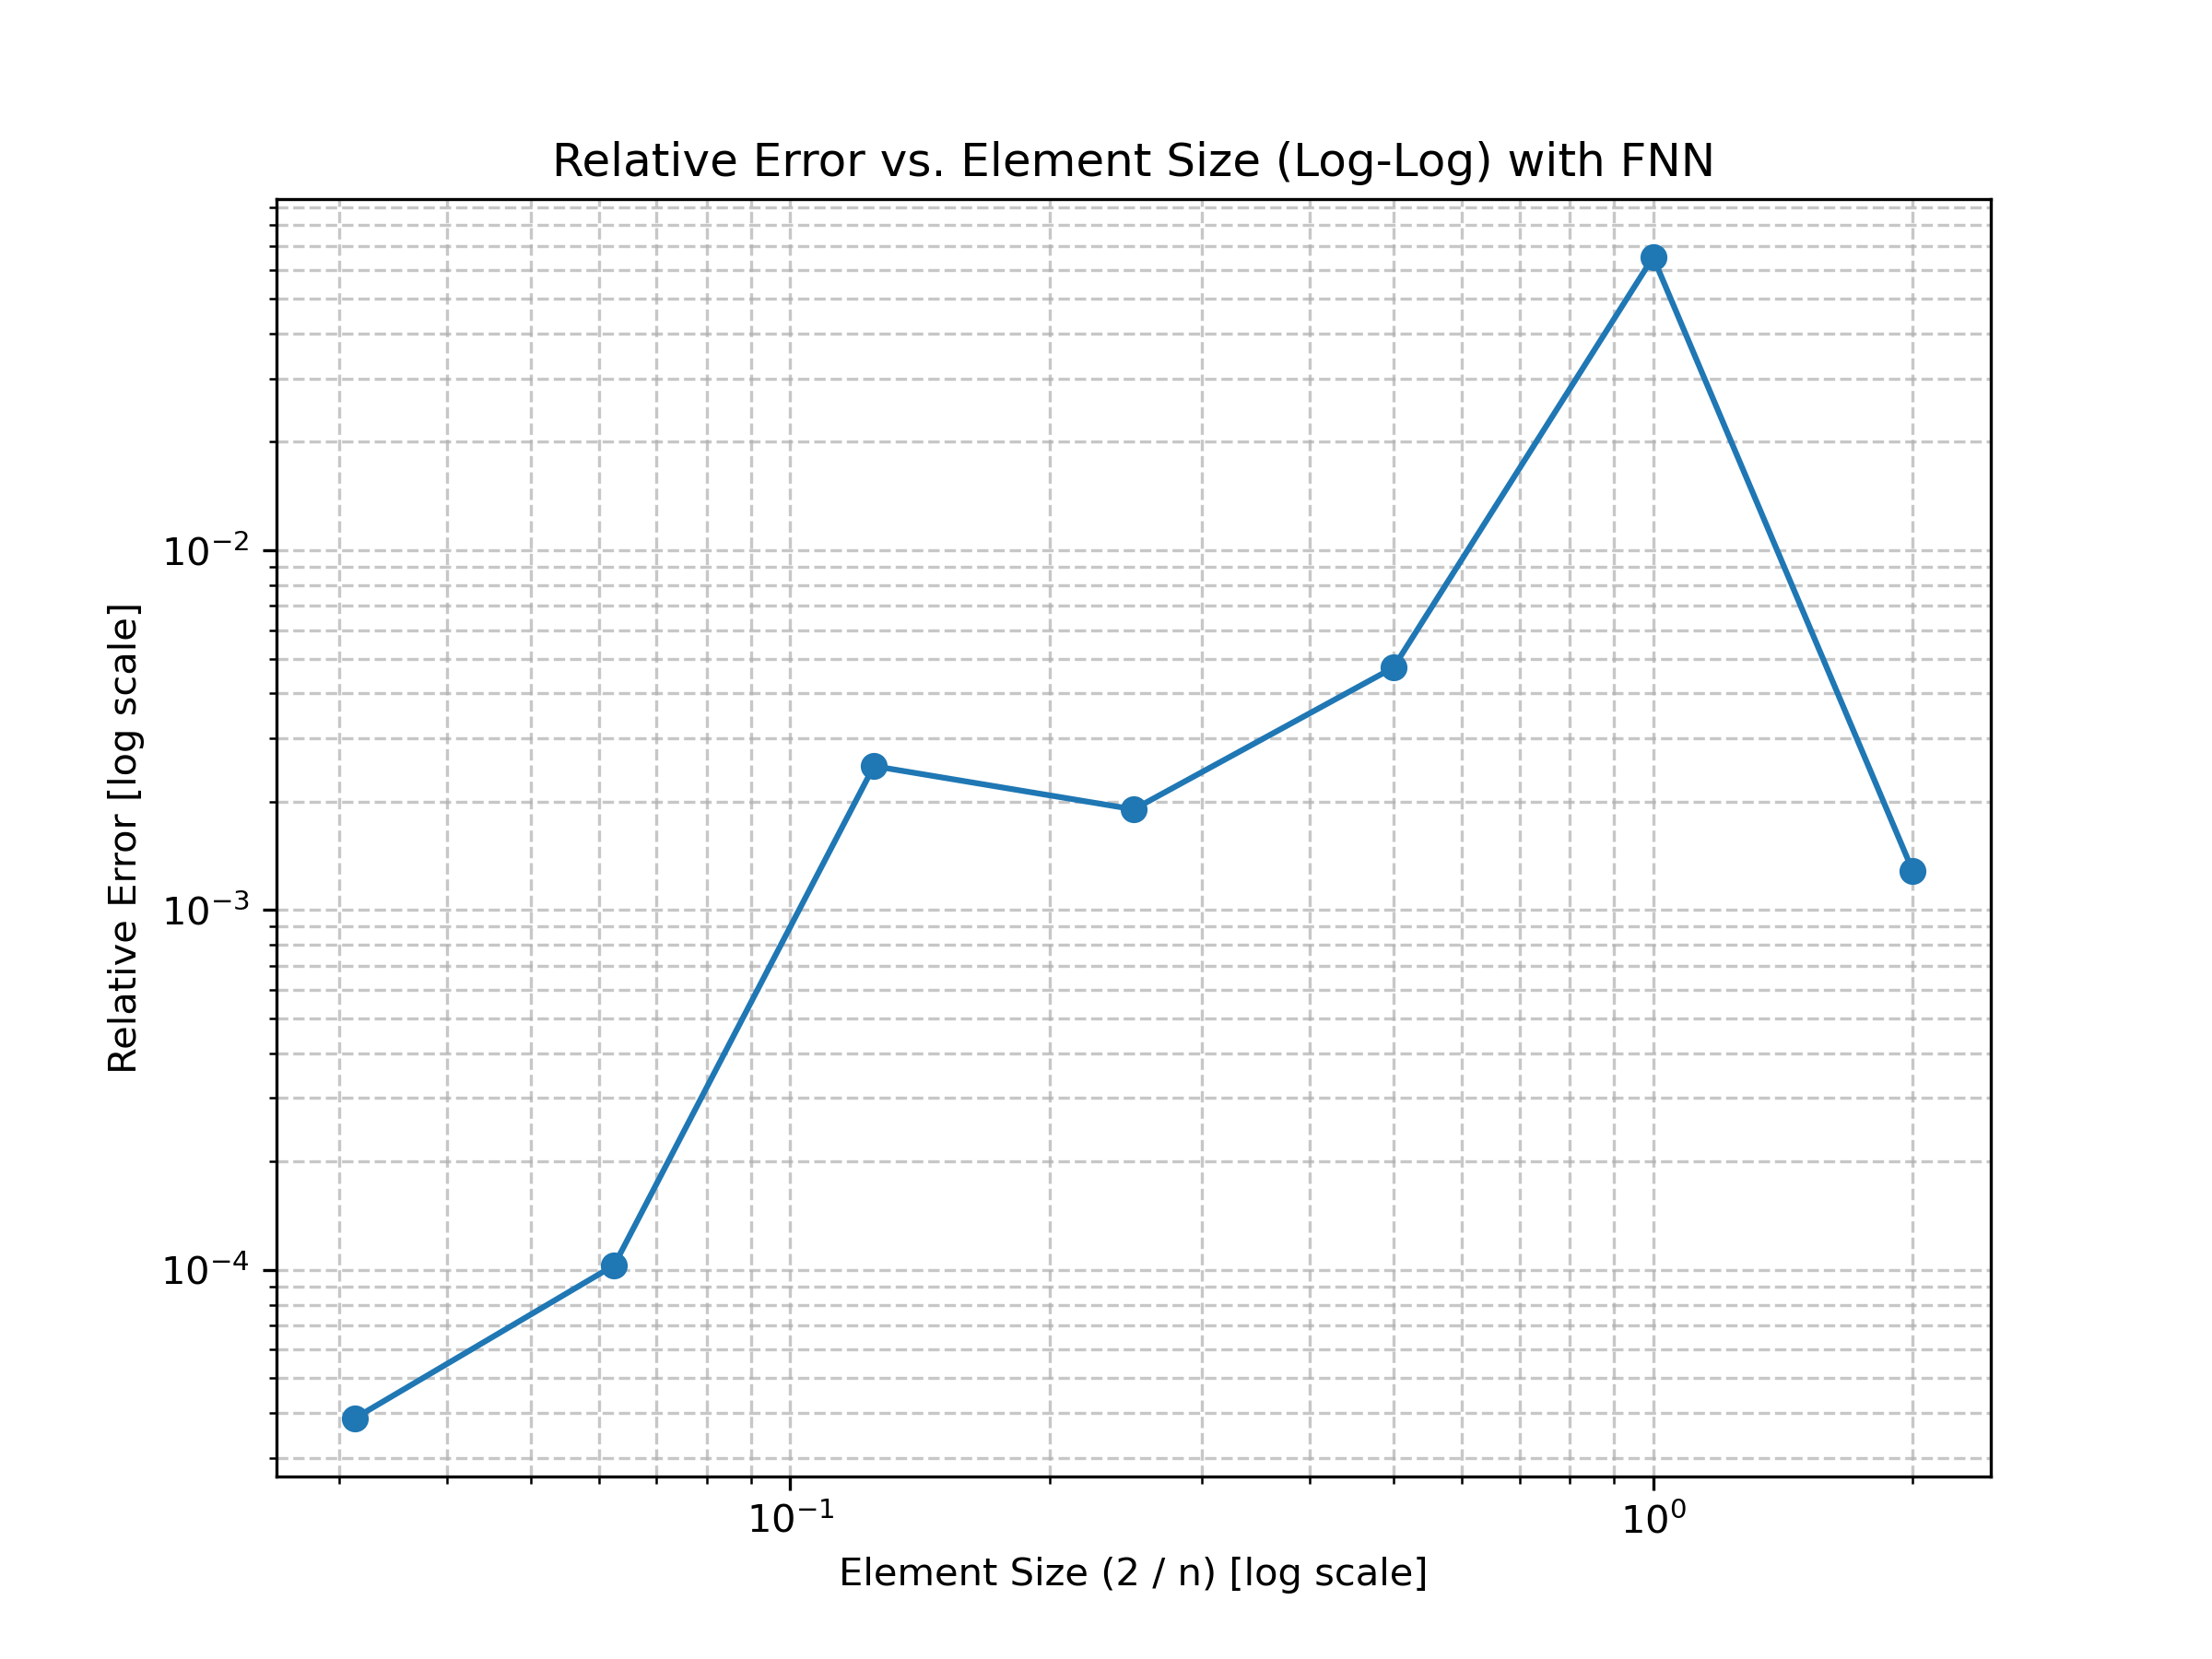 Relative Error vs. Element Size (Log-Log) with FNN
Relative Error [log scale]
10⁻²
10⁻³
10⁻⁴
10⁻¹
10⁰
Element Size (2 / n) [log scale]